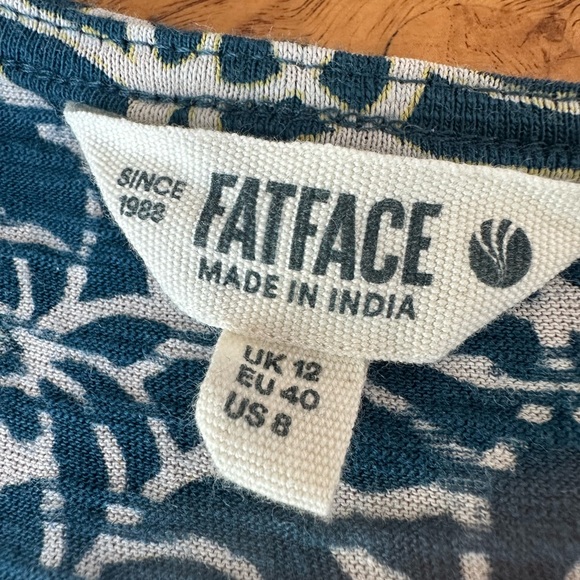 SINCE
1988
FATFACE
MADE IN INDIA
UK 12
EU 40
US 8